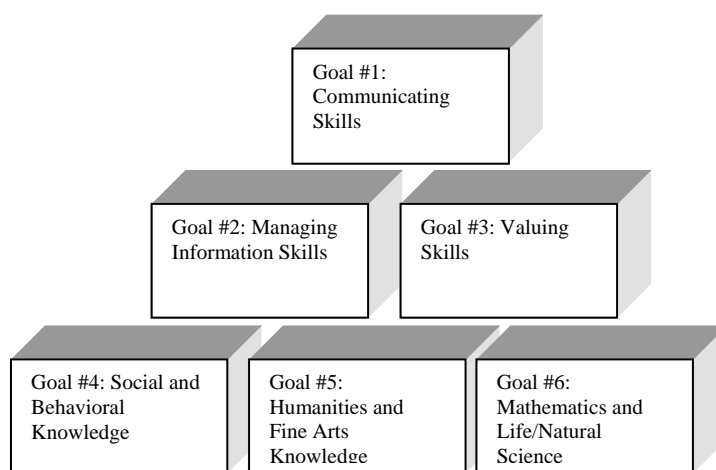 Goal #1:
Communicating
Skills
Goal #2: Managing
Information Skills
Goal #3: Valuing
Skills
Goal #4: Social and
Behavioral
Knowledge
Goal #5:
Humanities and
Fine Arts
Knowledge
Goal #6:
Mathematics and
Life/Natural
Science